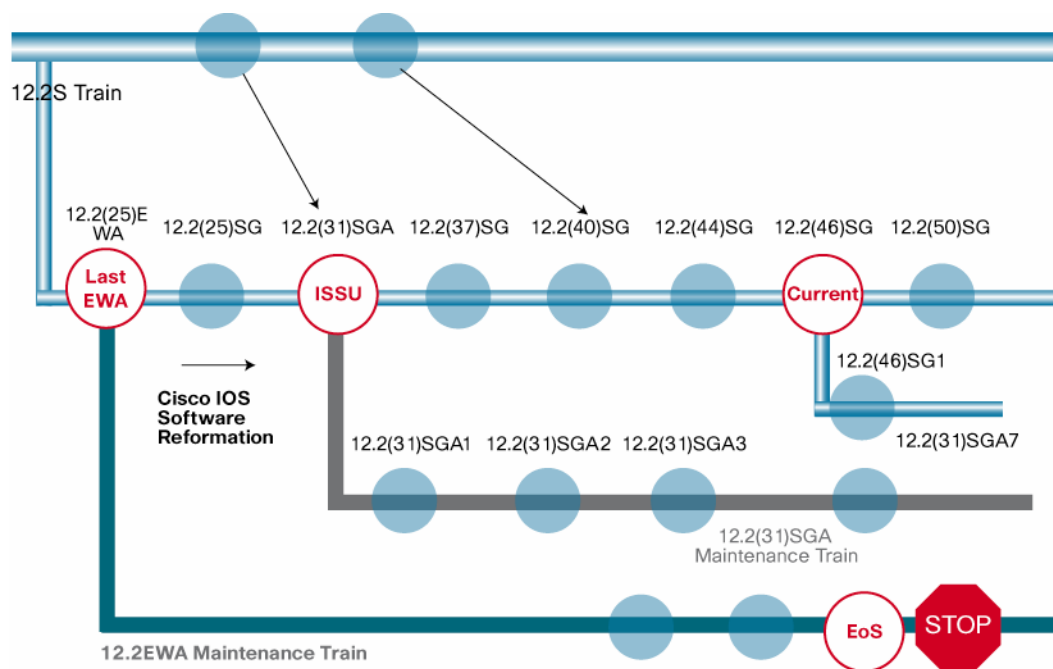 12.2S Train
12.2(25)E
WA
12.2(25)SG
12.2(31)SGA
12.2(37)SG
12.2(40)SG
12.2(44)SG
12.2(46)SG
12.2(50)SG
Last
EWA
ISSU
Current
12.2(46)SG1
Cisco IOS
Software
Reformation
12.2(31)SGA1
12.2(31)SGA2
12.2(31)SGA3
12.2(31)SGA7
12.2(31)SGA
Maintenance Train
EoS
STOP
12.2EWA Maintenance Train